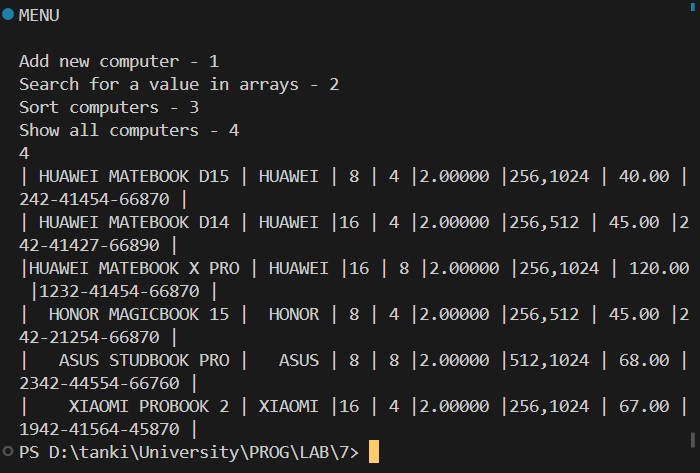 MENU
Add new computer - 1
Search for a value in arrays - 2
Sort computers - 3
Show all computers - 4
4
| HUAWEI MATEBOOK D15 | HUAWEI | 8 | 4 |2.00000 |256,1024 | 40.00 |
242-41454-66870 |
| HUAWEI MATEBOOK D14 | HUAWEI |16 | 4 |2.00000 |256,512 | 45.00 |2
42-41427-66890 |
|HUAWEI MATEBOOK X PRO | HUAWEI |16 | 8 |2.00000 |256,1024 | 120.00
 |1232-41454-66870 |
|  HONOR MAGICBOOK 15 |  HONOR | 8 | 4 |2.00000 |256,512 | 45.00 |2
42-21254-66870 |
|   ASUS STUDBOOK PRO |   ASUS | 8 | 8 |2.00000 |512,1024 | 68.00 |
2342-44554-66760 |
|    XIAOMI PROBOOK 2 | XIAOMI |16 | 4 |2.00000 |256,1024 | 67.00 |
1942-41564-45870 |
PS D:\tanki\University\PROG\LAB\7>